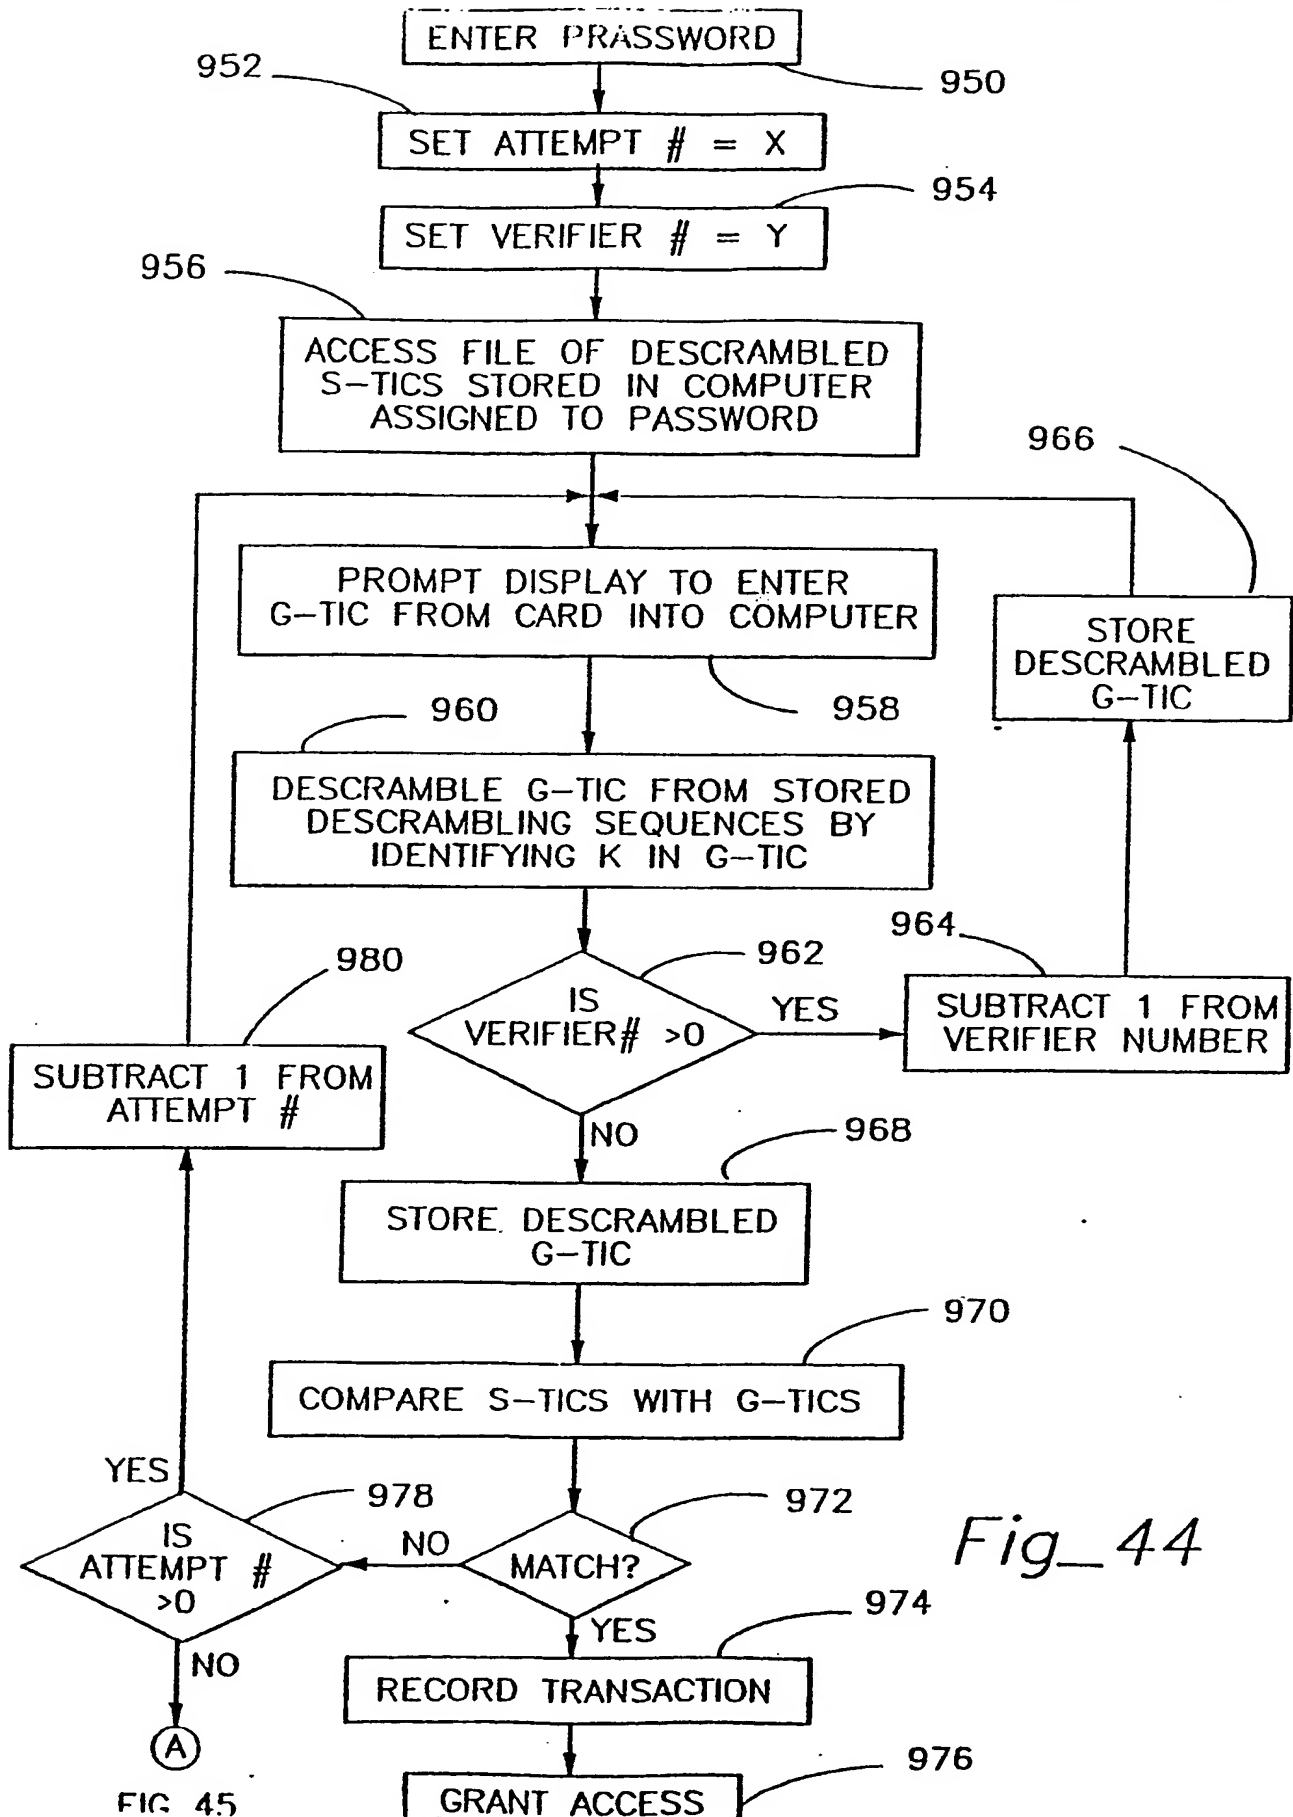 ENTER PRASSWORD
950
952
SET ATTEMPT # = X
954
SET VERIFIER # = Y
956
ACCESS FILE OF DESCRAMBLED
S-TICS STORED IN COMPUTER
ASSIGNED TO PASSWORD
966
PROMPT DISPLAY TO ENTER
G-TIC FROM CARD INTO COMPUTER
958
STORE
DESCRAMBLED
G-TIC
960
DESCRAMBLE G-TIC FROM STORED
DESCRAMBLING SEQUENCES BY
IDENTIFYING K IN G-TIC
964
962
IS
VERIFIER# >0
YES
SUBTRACT 1 FROM
VERIFIER NUMBER
980
SUBTRACT 1 FROM
ATTEMPT #
NO
968
STORE DESCRAMBLED
G-TIC
970
COMPARE S-TICS WITH G-TICS
YES
978
IS
ATTEMPT #
>0
NO
972
MATCH?
Fig_44
974
YES
NO
RECORD TRANSACTION
A
FIG 45
976
GRANT ACCESS